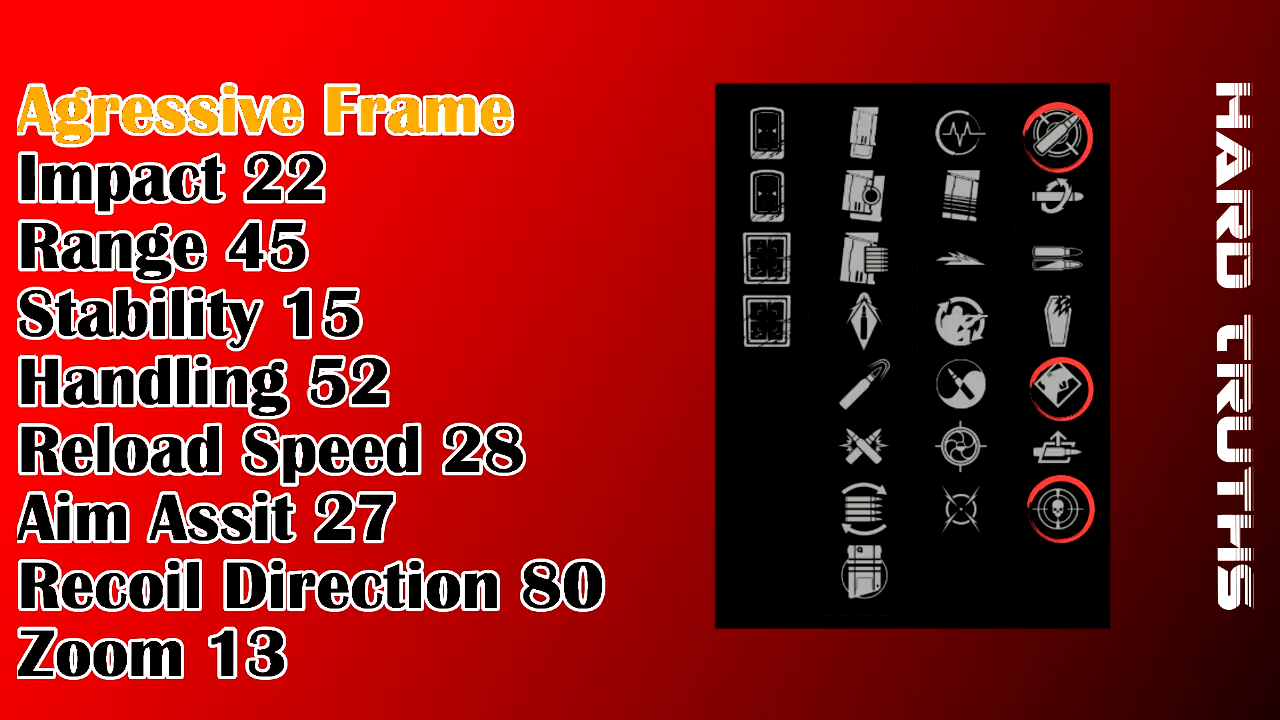 Agressive Frame
Impact 22
Range 45
Stability 15
Handling 52
Reload Speed 28
Aim Assit 27
Recoil Direction 80
Zoom 13
HARD TRUTHS